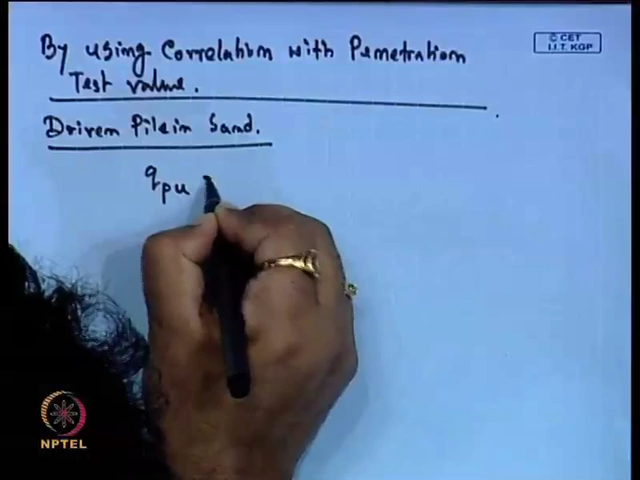 By using Correlation with Penetration
Test value.
Driven Pile in Sand.
qpu
© CET
I.I.T. KGP
NPTEL